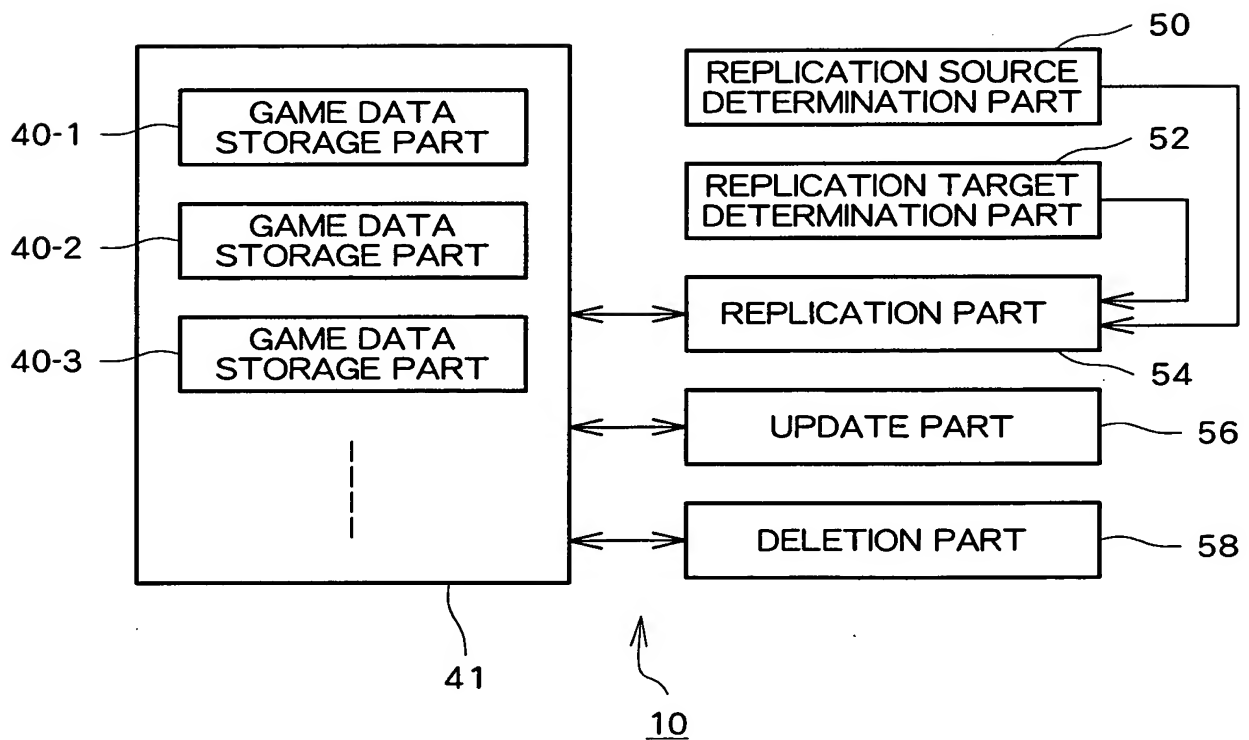 40-1
GAME DATA
STORAGE PART
40-2
GAME DATA
STORAGE PART
40-3
GAME DATA
STORAGE PART
41
50
REPLICATION SOURCE
DETERMINATION PART
52
REPLICATION TARGET
DETERMINATION PART
REPLICATION PART
54
UPDATE PART
56
DELETION PART
58
10